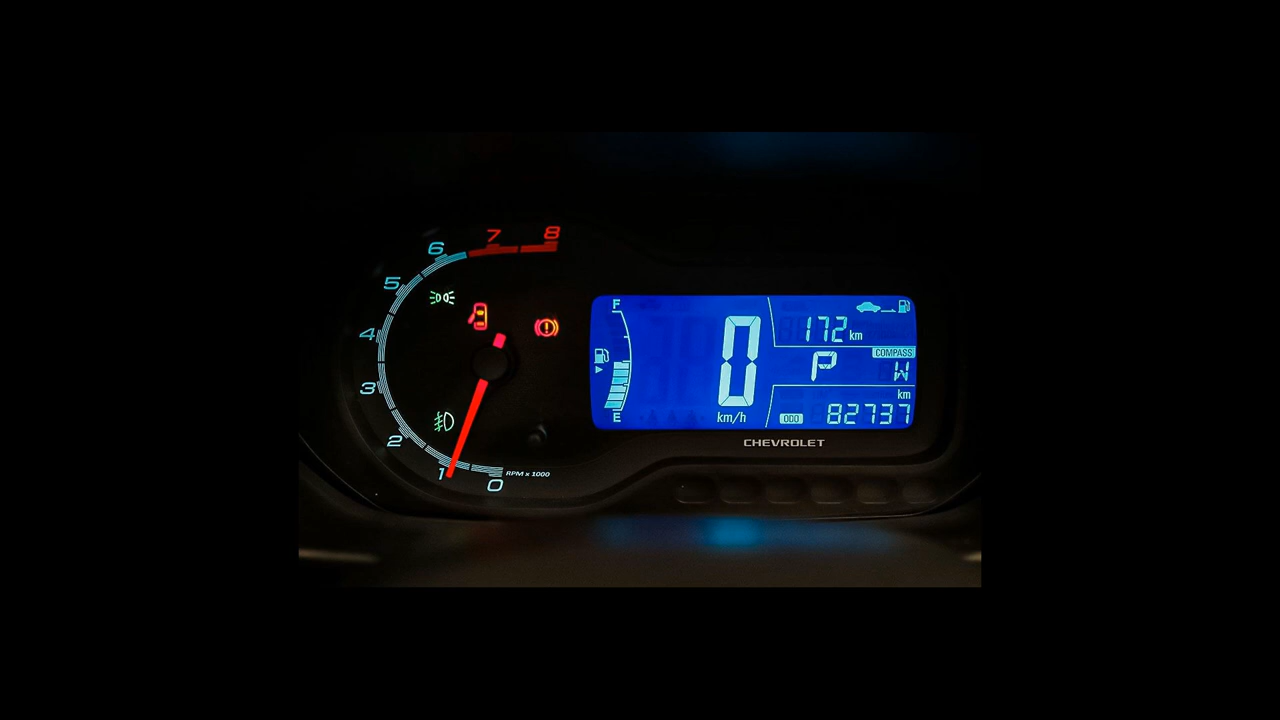 8
7
6
5
4
3
2
1
0
RPM x 1000
F
E
0
km/h
172 km
COMPASS
P
W
km
ODO 82737
CHEVROLET